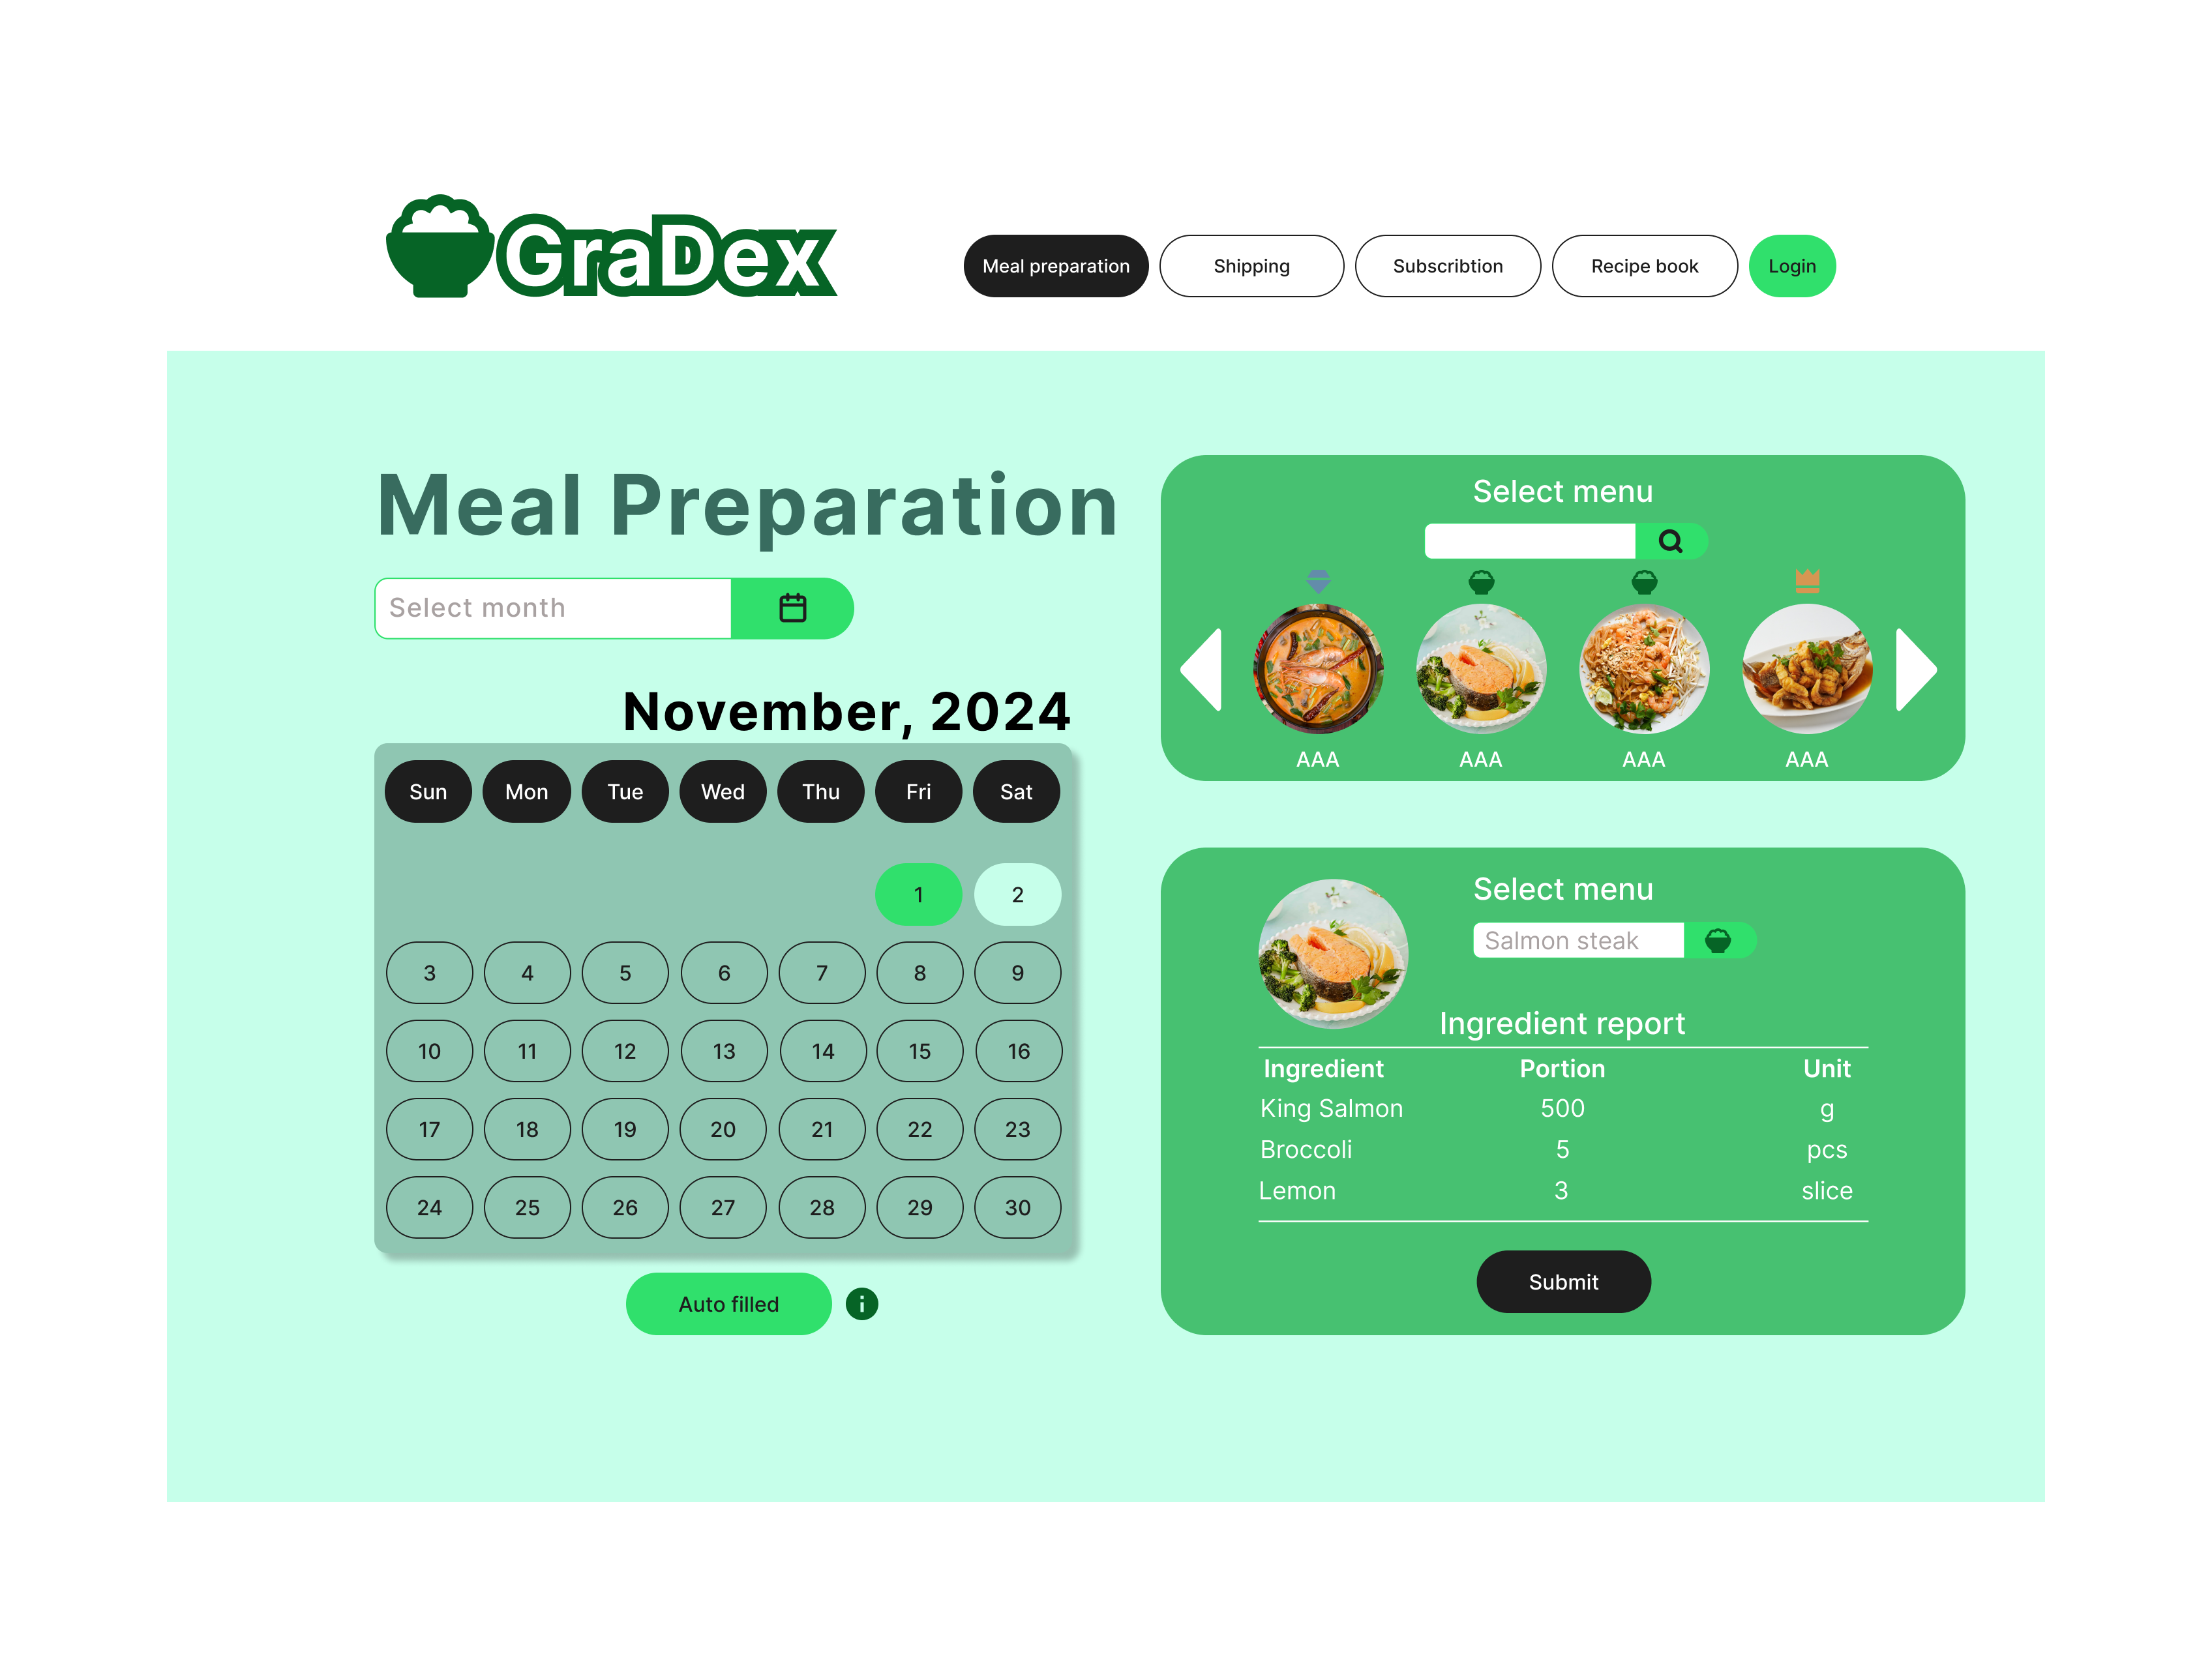 GraDex
Meal preparation Shipping Subscribtion Recipe book Login
Meal Preparation
Select month
November, 2024
Sun Mon Tue Wed Thu Fri Sat
1 2
3 4 5 6 7 8 9
10 11 12 13 14 15 16
17 18 19 20 21 22 23
24 25 26 27 28 29 30
Auto filled i
Select menu
AAA AAA AAA AAA
Select menu
Salmon steak
Ingredient report
Ingredient Portion Unit
King Salmon 500 g
Broccoli 5 pcs
Lemon 3 slice
Submit